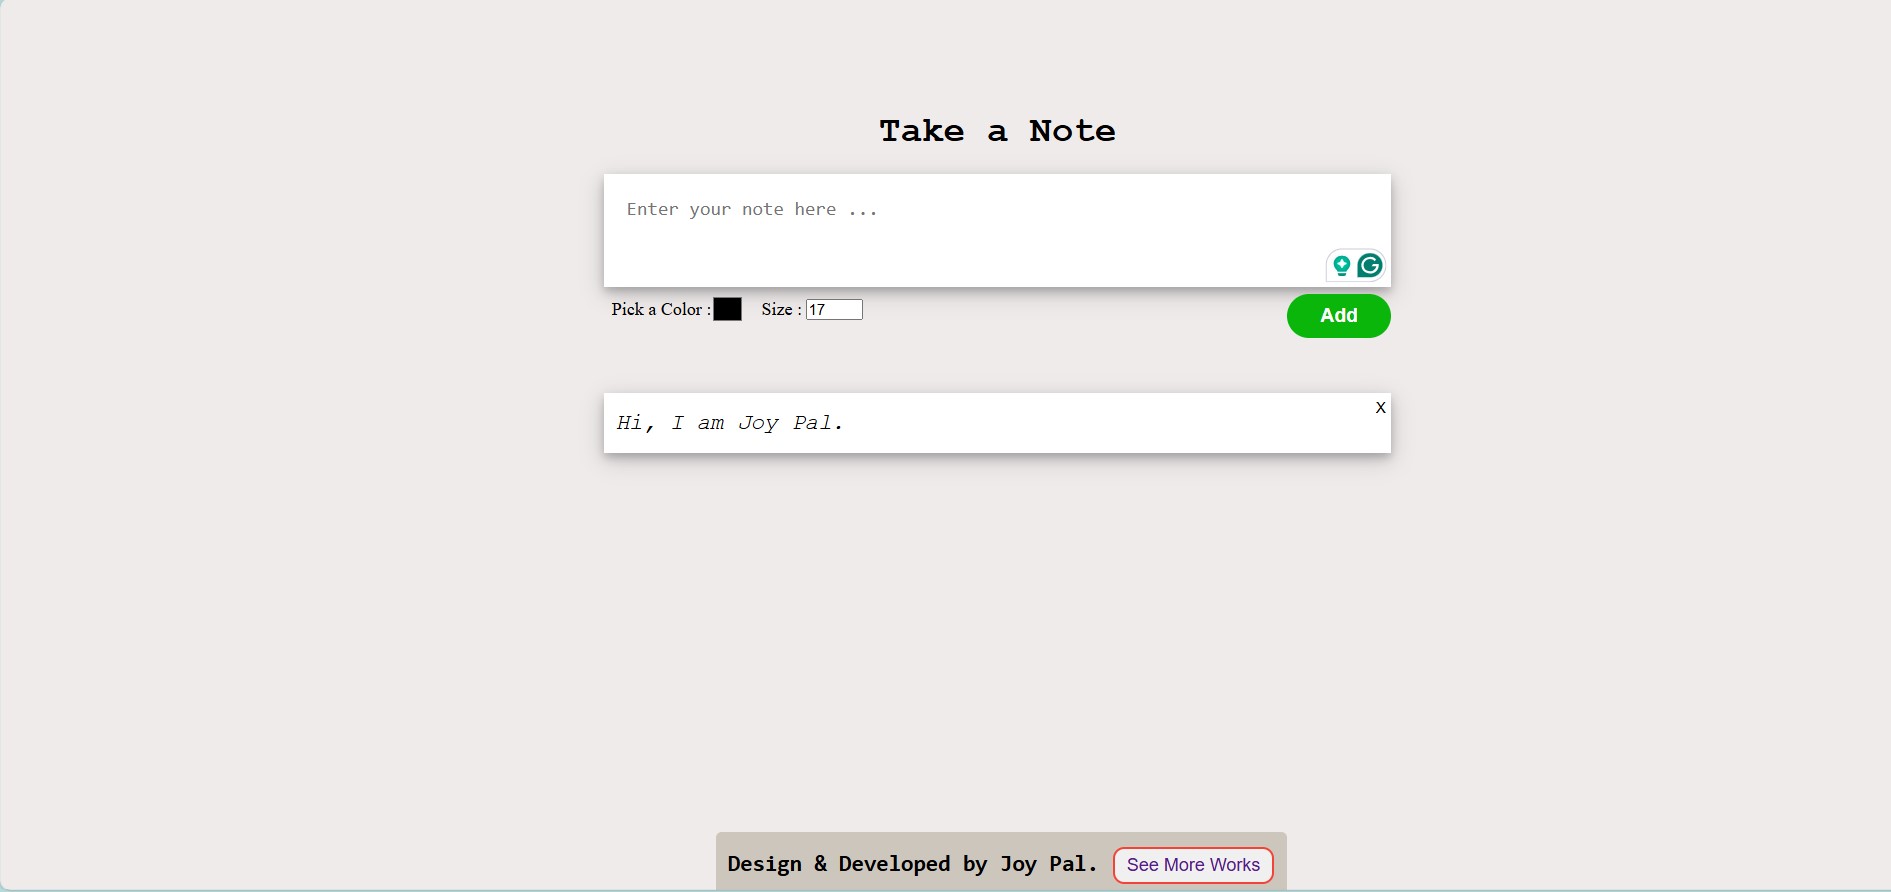 Take a Note
Enter your note here ...
Pick a Color : Size : 17
Add
X
Hi, I am Joy Pal.
Design & Developed by Joy Pal. See More Works